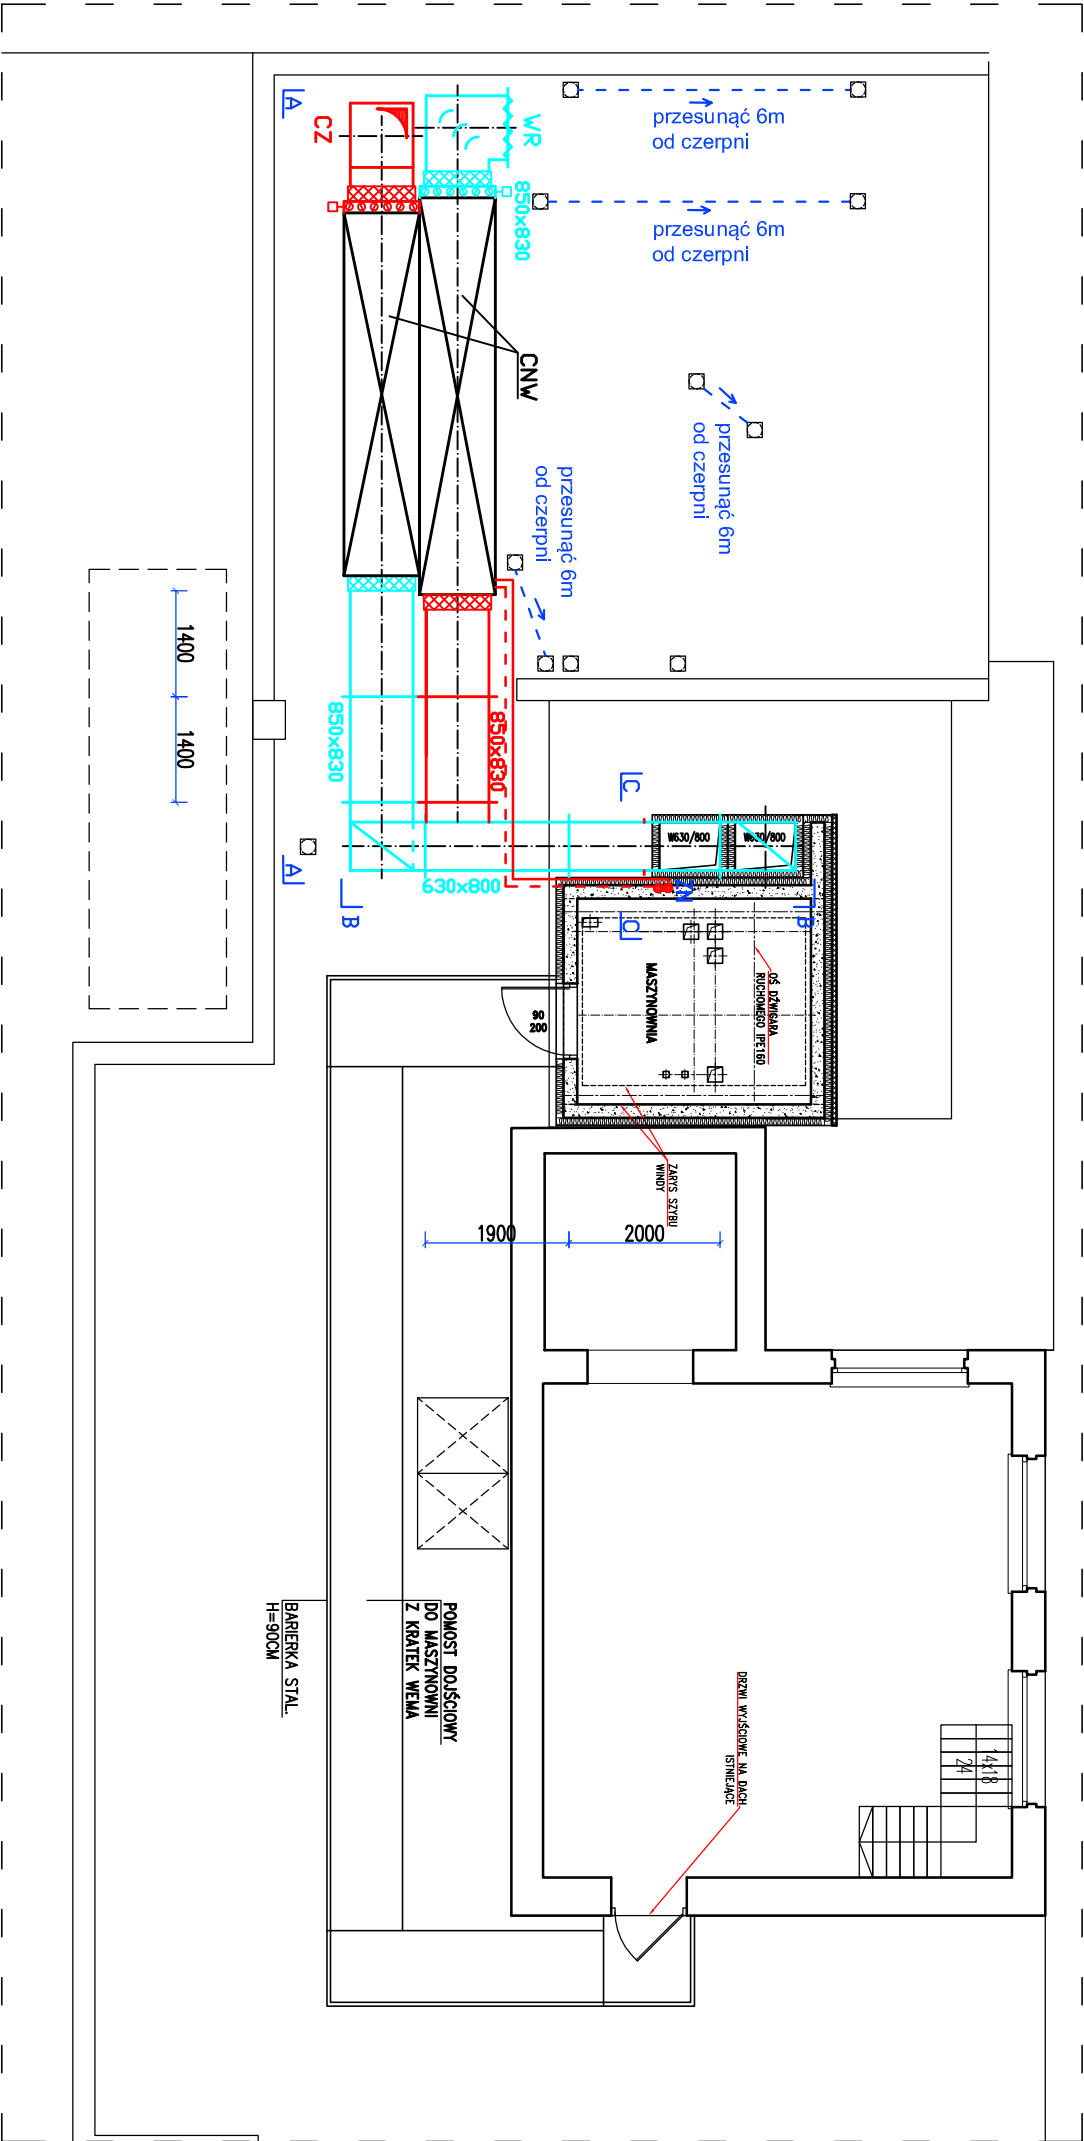 A
CZ
WR
850x830
przesunąć 6m
od czerpni
przesunąć 6m
od czerpni
CNW
przesunąć 6m
od czerpni
przesunąć 6m
od czerpni
1400
1400
850x830
850x830
C
W630/800
W630/800
A
630x800
B
ZN
C
B
MASZYNOWNIA
OŚ DŹWIGARA
RUCHOMEGO IPE160
90
200
ZARYS SZYBU
WINDY
1900
2000
BARIERKA STAL.
H=90CM
POMOST DOJŚCIOWY
DO MASZYNOWNI
Z KRATEK WEMA
DRZWI WYJŚCIOWE NA DACH
ISTNIEJĄCE
14x18
24